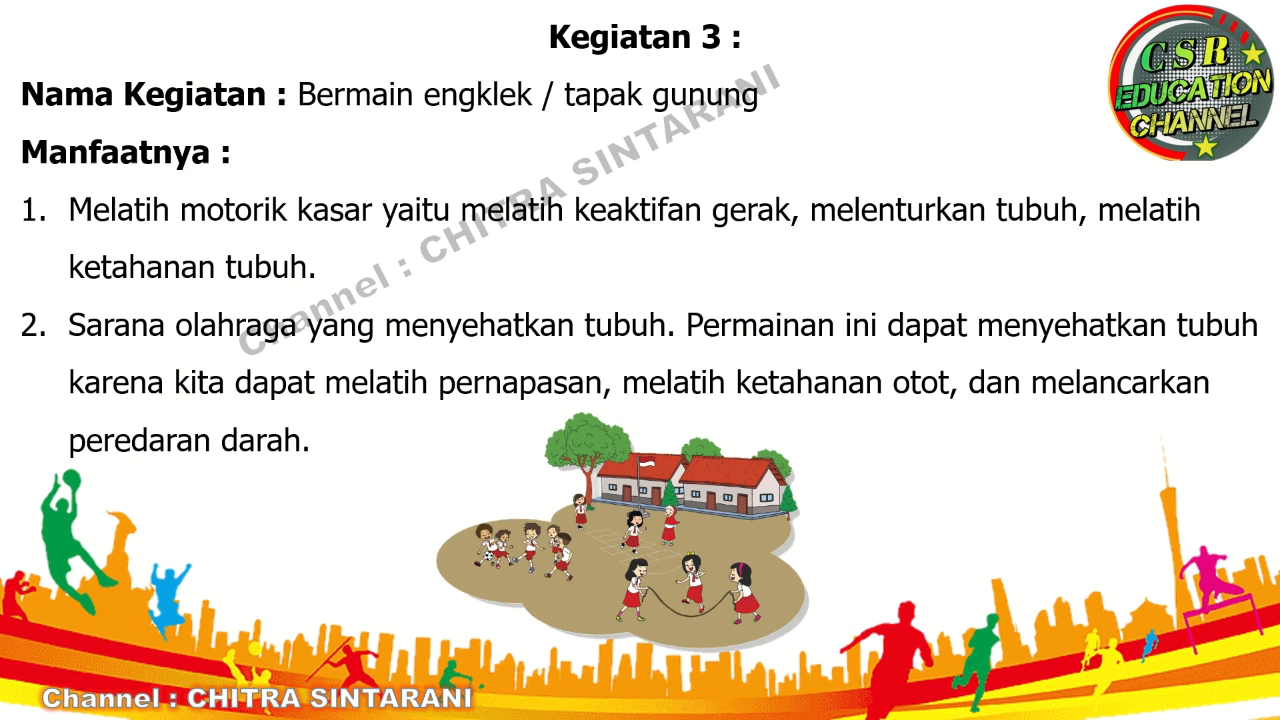 Kegiatan 3 :
Nama Kegiatan : Bermain engklek / tapak gunung
Manfaatnya :
1. Melatih motorik kasar yaitu melatih keaktifan gerak, melenturkan tubuh, melatih
ketahanan tubuh.
2. Sarana olahraga yang menyehatkan tubuh. Permainan ini dapat menyehatkan tubuh
karena kita dapat melatih pernapasan, melatih ketahanan otot, dan melancarkan
peredaran darah.
CSR
EDUCATION
CHANNEL
Channel : CHITRA SINTARANI
Channel : CHITRA SINTARANI